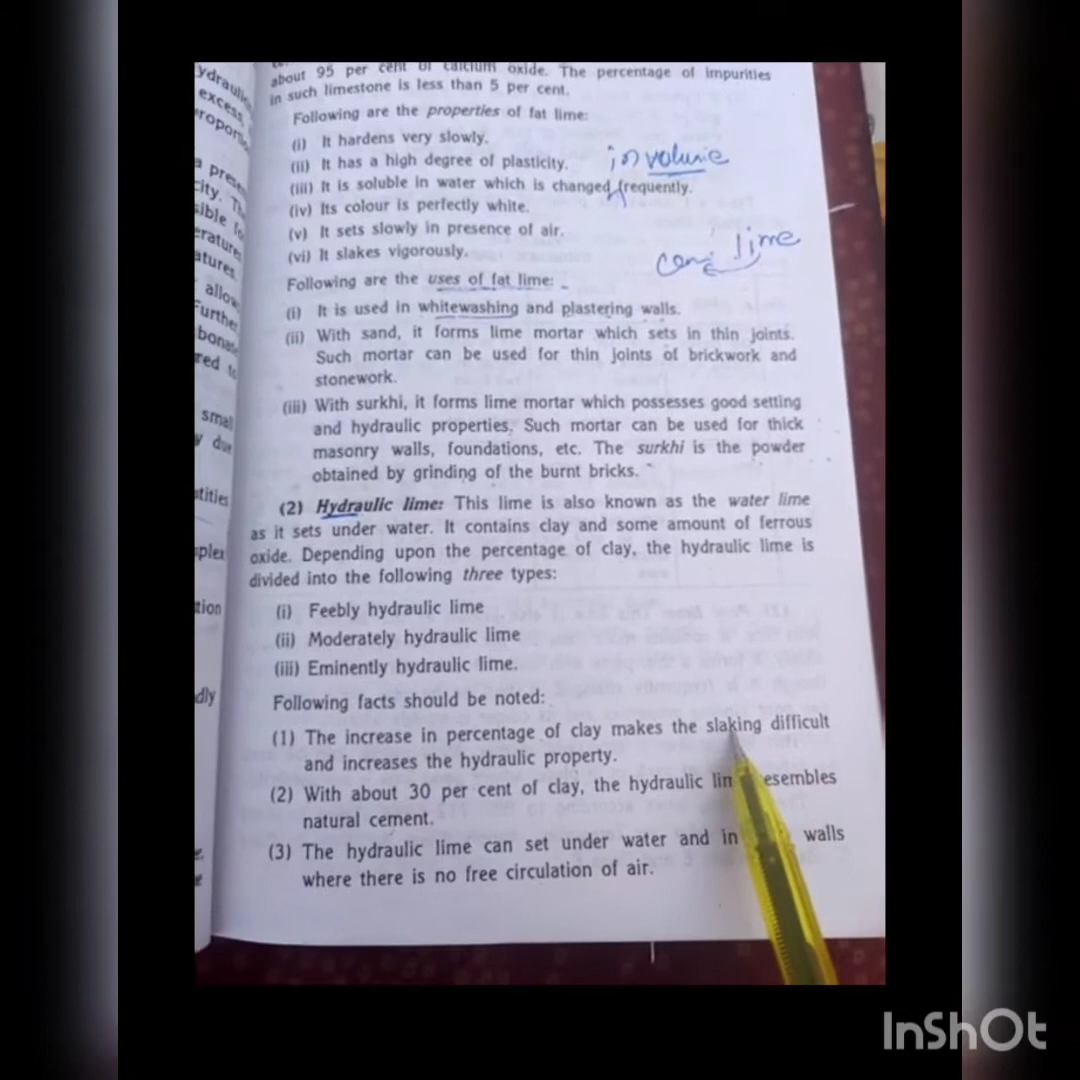 ydraulic
excess,
about 95 per cent of calcium oxide. The percentage of impurities
in such limestone is less than 5 per cent.
Following are the properties of fat lime:
(i) It hardens very slowly.
(ii) It has a high degree of plasticity.
in volume
(iii) It is soluble in water which is changed frequently.
(iv) Its colour is perfectly white.
(v) It sets slowly in presence of air.
lime
(vi) It slakes vigorously.
Following are the uses of fat lime:
(i) It is used in whitewashing and plastering walls.
(ii) With sand, it forms lime mortar which sets in thin joints.
Such mortar can be used for thin joints of brickwork and
stonework.
(iii) With surkhi, it forms lime mortar which possesses good setting
and hydraulic properties. Such mortar can be used for thick
masonry walls, foundations, etc. The surkhi is the powder
obtained by grinding of the burnt bricks.
(2) Hydraulic lime: This lime is also known as the water lime
as it sets under water. It contains clay and some amount of ferrous
oxide. Depending upon the percentage of clay, the hydraulic lime is
divided into the following three types:
(i) Feebly hydraulic lime
(ii) Moderately hydraulic lime
(iii) Eminently hydraulic lime.
Following facts should be noted:
(1) The increase in percentage of clay makes the slaking difficult
and increases the hydraulic property.
(2) With about 30 per cent of clay, the hydraulic lim esembles
natural cement.
(3) The hydraulic lime can set under water and in walls
where there is no free circulation of air.
InShOt